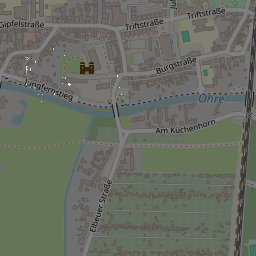 Triftstraße
Gipfelstraße
Triftstraße
Burgstraße
Jungfernstieg
Ohre
Am Küchenhorn
Elbeuer Straße